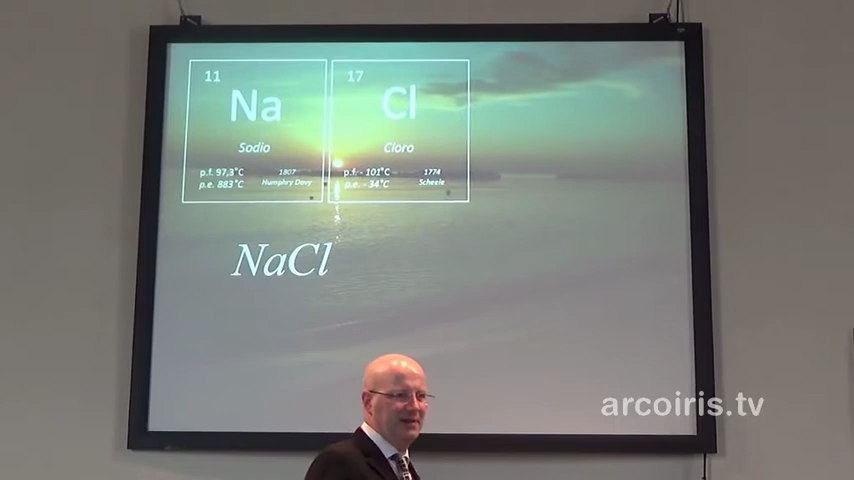 11
Na
Sodio
p.f. 97,3°C
p.e. 883°C
1807
Humphry Davy
17
Cl
Cloro
p.f. - 101°C
p.e. - 34°C
1774
Scheele
NaCl
arcoiris.tv